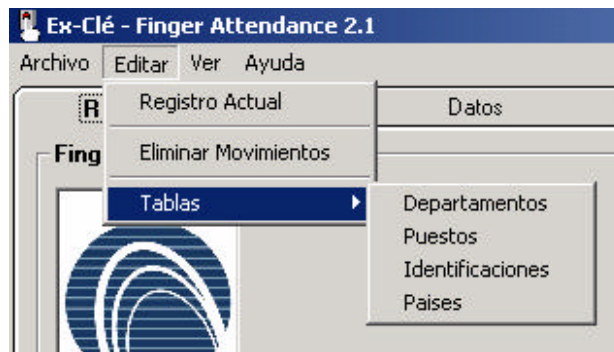 Ex-Clé - Finger Attendance 2.1
Archivo Editar Ver Ayuda
R Datos
Registro Actual
Fing
Eliminar Movimientos
Tablas
Departamentos
Puestos
Identificaciones
Paises